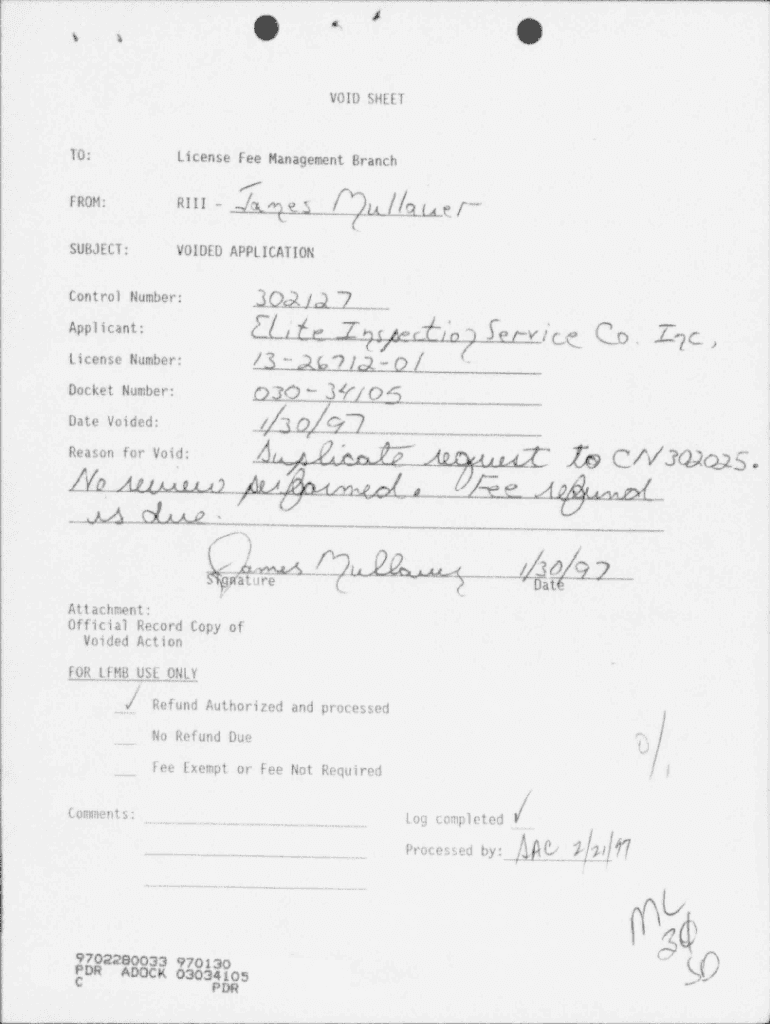 VOID SHEET
TO: License Fee Management Branch
FROM: RIII - James Mullauer
SUBJECT: VOIDED APPLICATION
Control Number: 302127
Applicant: Elite Inspection Service Co. Inc,
License Number: 13-26712-01
Docket Number: 030-34105
Date Voided: 1/30/97
Reason for Void: Duplicate request to CN 302025.
No review performed. Fee refund
is due.
James Mullauer 1/30/97
Signature Date
Attachment:
Official Record Copy of
Voided Action
FOR LFMB USE ONLY
✓ Refund Authorized and processed
No Refund Due
Fee Exempt or Fee Not Required
Comments:
Log completed ✓
Processed by: SAC 2/21/97
ML
30
9702280033 970130
PDR ADOCK 03034105
C PDR